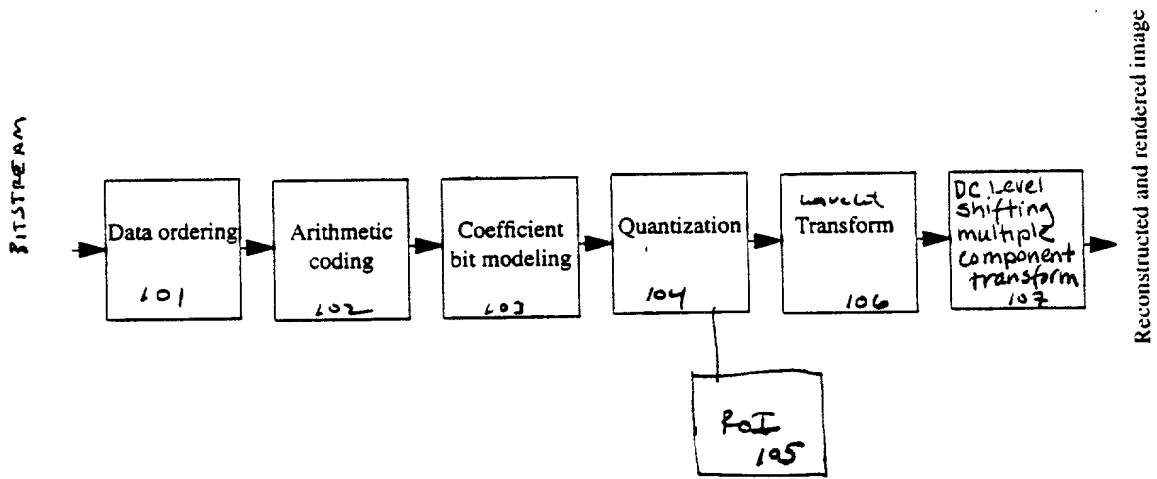 BITSTREAM
Data ordering
101
Arithmetic
coding
102
Coefficient
bit modeling
103
Quantization
104
wavelet
Transform
106
DC Level
shifting
multiple
component
transform
107
Reconstructed and rendered image
RoI
105